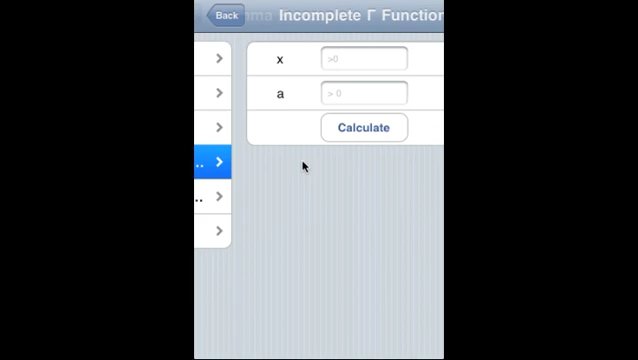 Back
Incomplete Γ Function
x >0
a > 0
Calculate
..
..